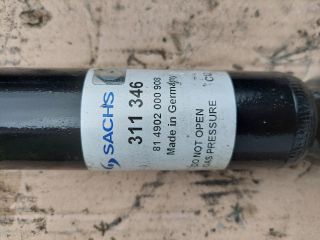 SACHS
311 346
81 4902 000 908
Made in Germany
DO NOT OPEN
GAS PRESSURE